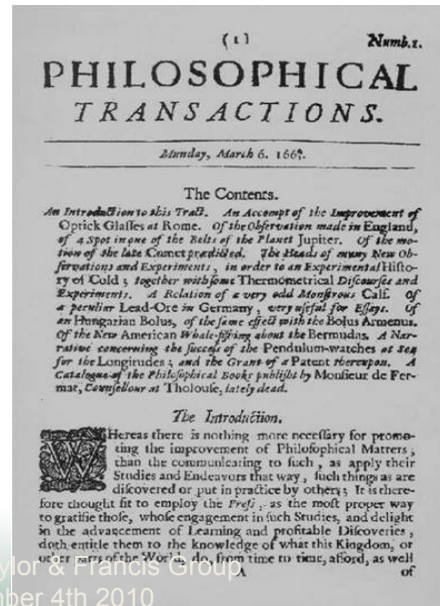 (1)
Numb.1.
PHILOSOPHICAL
TRANSACTIONS.
Munday, March 6. 166
The Contents.
An Introduction to this Tract. An Accompt of the Improvement of
Optick Glasses at Rome. Of the Observation made in England,
of a Spot in one of the Belts of the Planet Jupiter. Of the mo-
tion of the late Comet prædicted. The Heads of many New Ob-
servations and Experiments, in order to an Experimental Histo-
ry of Cold; together with some Thermometrical Discourses and
Experiments. A Relation of a very odd Monstrous Calf. Of
a peculiar Lead-Ore in Germany, very useful for Essays. Of
an Hungarian Bolus, of the same effect with the Bolus Armenus.
Of the New American Whale-fishing about the Bermudas. A Nar-
rative concerning the success of the Pendulum-watches at Sea
for the Longitudes; and the Grant of a Patent thereupon. A
Catalogue of the Philosophical Books publisht by Monsieur de Fer-
mat, Counsellour at Tholouse, lately dead.
The Introduction.
WHereas there is nothing more necessary for promo-
ting the improvement of Philosophical Matters,
than the communicating to such, as apply their
Studies and Endeavors that way, such things as are
discovered or put in practise by others; It is there-
fore thought fit to employ the Press, as the most proper way
to gratifie those, whose engagement in such Studies, and delight
in the advancement of Learning and profitable Discoveries,
doth entitle them to the knowledge of what this Kingdom, or
other parts of the World, do, from time to time, afford, as well
A
of
ylor & Francis Group
ber 4th 2010